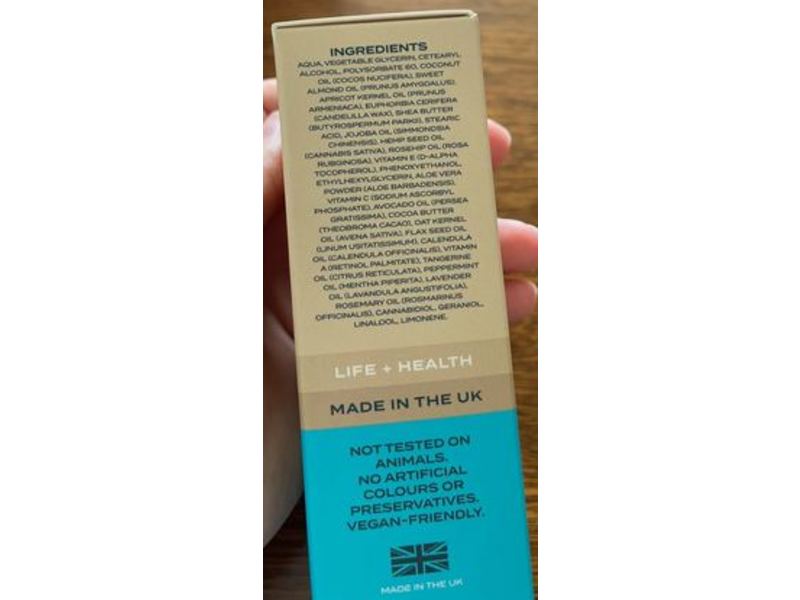 INGREDIENTS
AQUA, VEGETABLE GLYCERIN, CETEARYL
ALCOHOL, POLYSORBATE 60, COCONUT
OIL (COCOS NUCIFERA), SWEET
ALMOND OIL (PRUNUS AMYGDALUS),
APRICOT KERNEL OIL (PRUNUS
ARMENIACA), EUPHORBIA CERIFERA
(CANDELILLA WAX), SHEA BUTTER
(BUTYROSPERMUM PARKII), STEARIC
ACID, JOJOBA OIL (SIMMONDSIA
CHINENSIS), HEMP SEED OIL
(CANNABIS SATIVA), ROSEHIP OIL (ROSA
RUBIGINOSA), VITAMIN E (D-ALPHA
TOCOPHEROL), PHENOXYETHANOL,
ETHYLHEXYLGLYCERIN, ALOE VERA
POWDER (ALOE BARBADENSIS),
VITAMIN C (SODIUM ASCORBYL
PHOSPHATE), AVOCADO OIL (PERSEA
GRATISSIMA), COCOA BUTTER
(THEOBROMA CACAO), OAT KERNEL
OIL (AVENA SATIVA), FLAX SEED OIL
(LINUM USITATISSIMUM), CALENDULA
OIL (CALENDULA OFFICINALIS), VITAMIN
A (RETINOL PALMITATE), TANGERINE
OIL (CITRUS RETICULATA), PEPPERMINT
OIL (MENTHA PIPERITA), LAVENDER
OIL (LAVANDULA ANGUSTIFOLIA),
ROSEMARY OIL (ROSMARINUS
OFFICINALIS), CANNABIDIOL, GERANIOL,
LINALOOL, LIMONENE.
LIFE + HEALTH
MADE IN THE UK
NOT TESTED ON
ANIMALS.
NO ARTIFICIAL
COLOURS OR
PRESERVATIVES.
VEGAN-FRIENDLY.
MADE IN THE UK